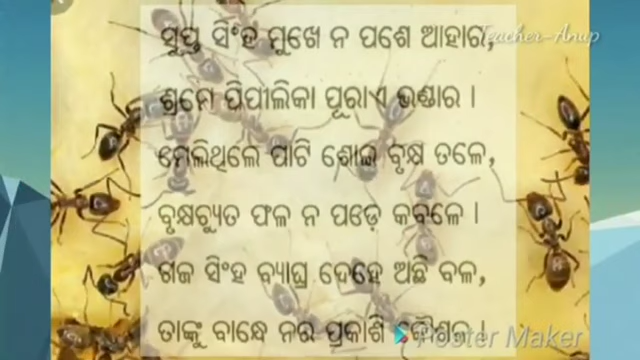 Teacher-Anup
ସୁପ୍ତ ସିଂହ ମୁଖେ ନ ପଶେ ଆହାର,
ଶ୍ରମେ ପିପୀଲିକା ପୂରାଏ ଭଣ୍ଡାର ।
ମେଲିଥିଲେ ପାଟି ଶୋଇ ବୃକ୍ଷ ତଳେ,
ବୃକ୍ଷଚ୍ୟୁତ ଫଳ ନ ପଡ଼େ କବଳେ ।
ଗଜ ସିଂହ ବ୍ୟାଘ୍ର ଦେହେ ଅଛି ବଳ,
ତାଙ୍କୁ ବାନ୍ଧେ ନର ପ୍ରକାଶି କୌଶଳ ।
Poster Maker